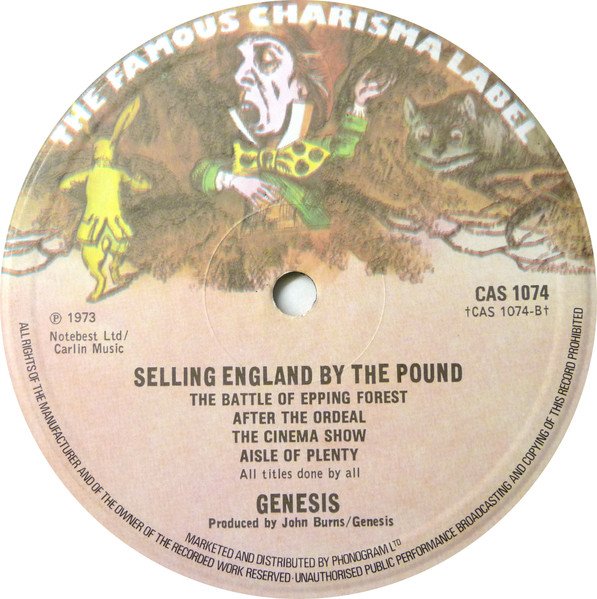 THE FAMOUS CHARISMA LABEL
℗ 1973
Notebest Ltd/
Carlin Music
CAS 1074
†CAS 1074-B†
SELLING ENGLAND BY THE POUND
THE BATTLE OF EPPING FOREST
AFTER THE ORDEAL
THE CINEMA SHOW
AISLE OF PLENTY
All titles done by all
GENESIS
Produced by John Burns/Genesis
MARKETED AND DISTRIBUTED BY PHONOGRAM LTD
ALL RIGHTS OF THE MANUFACTURER AND OF THE OWNER OF THE RECORDED WORK RESERVED·UNAUTHORISED PUBLIC PERFORMANCE BROADCASTING AND COPYING OF THIS RECORD PROHIBITED